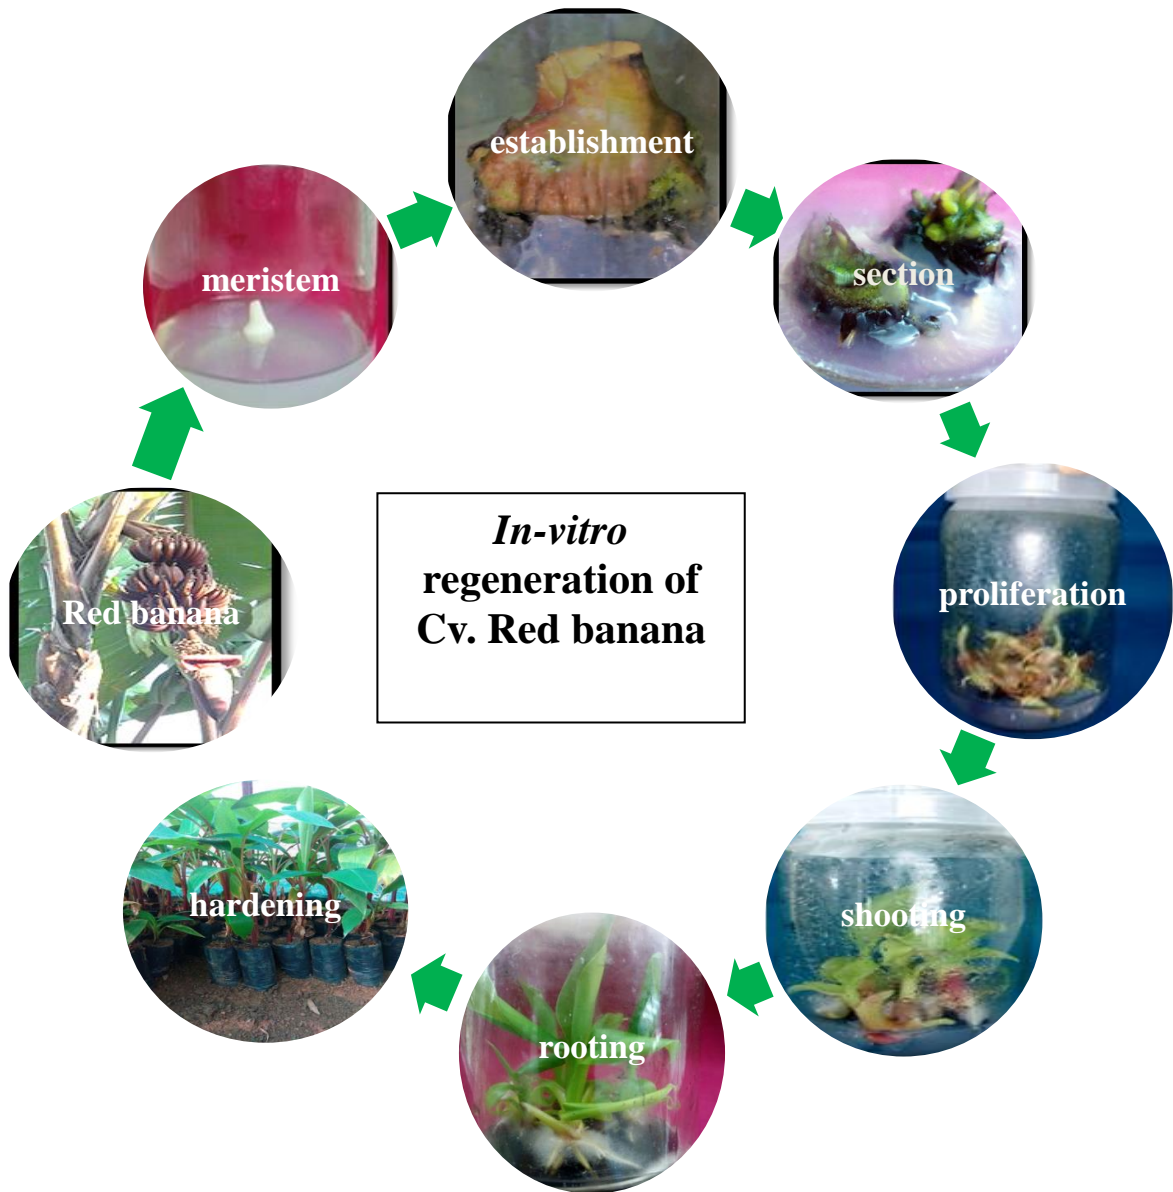 establishment
meristem
section
In-vitro
regeneration of
Cv. Red banana
proliferation
Red banana
hardening
shooting
rooting